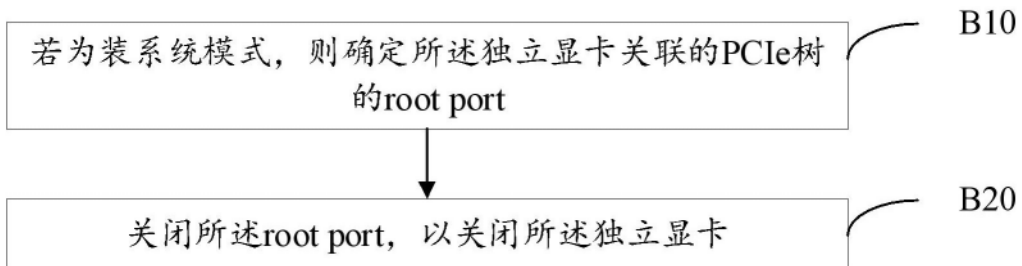 若为装系统模式，则确定所述独立显卡关联的PCIe树
的root port
B10
关闭所述root port，以关闭所述独立显卡
B20